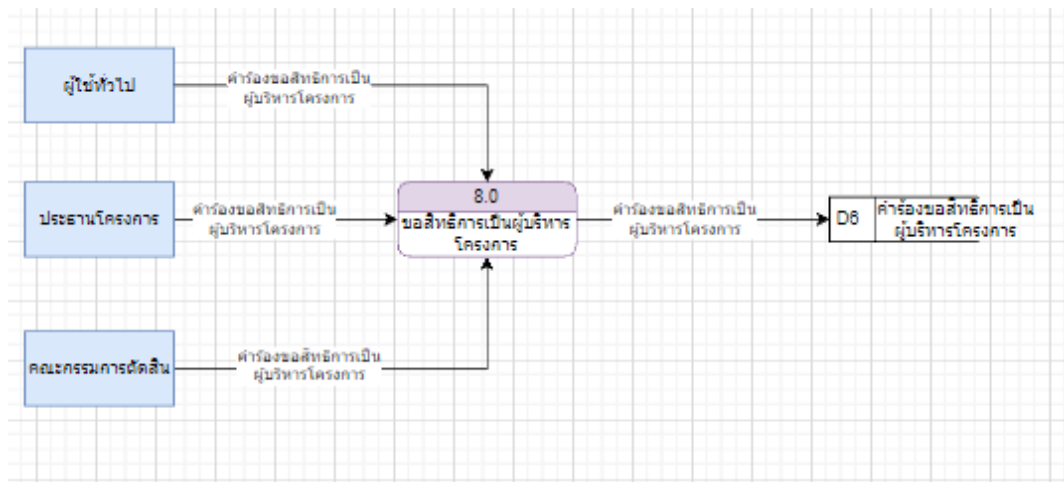 ผู้ใช้ทั่วไป
คำร้องขอสิทธิการเป็น
ผู้บริหารโครงการ
ประธานโครงการ
คำร้องขอสิทธิการเป็น
ผู้บริหารโครงการ
8.0
ขอสิทธิ์การเป็นผู้บริหาร
โครงการ
คำร้องขอสิทธิการเป็น
ผู้บริหารโครงการ
D6
คำร้องขอสิทธิ์การเป็น
ผู้บริหารโครงการ
คณะกรรมการตัดสิน
คำร้องขอสิทธิการเป็น
ผู้บริหารโครงการ